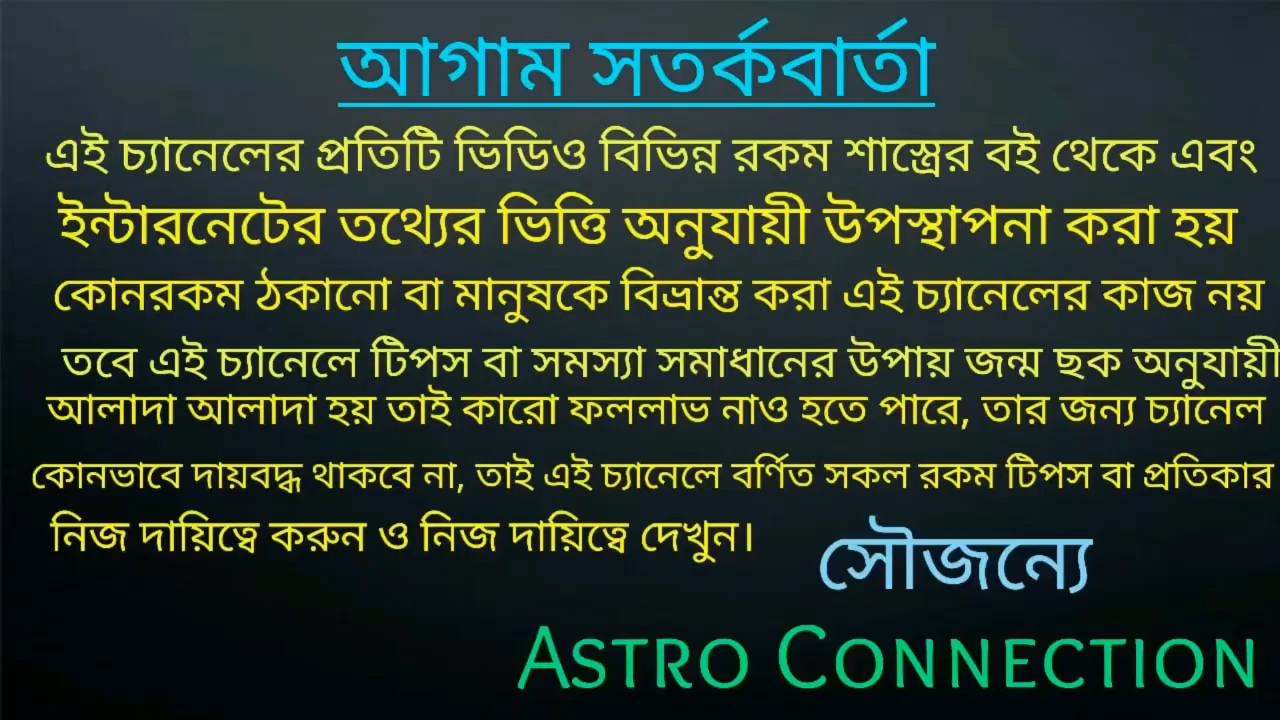 আগাম সতর্কবার্তা
এই চ্যানেলের প্রতিটি ভিডিও বিভিন্ন রকম শাস্ত্রের বই থেকে এবং
ইন্টারনেটের তথ্যের ভিত্তি অনুযায়ী উপস্থাপনা করা হয়
কোনরকম ঠকানো বা মানুষকে বিভ্রান্ত করা এই চ্যানেলের কাজ নয়
তবে এই চ্যানেলে টিপস বা সমস্যা সমাধানের উপায় জন্ম ছক অনুযায়ী
আলাদা আলাদা হয় তাই কারো ফললাভ নাও হতে পারে, তার জন্য চ্যানেল
কোনভাবে দায়বদ্ধ থাকবে না, তাই এই চ্যানেলে বর্ণিত সকল রকম টিপস বা প্রতিকার
নিজ দায়িত্বে করুন ও নিজ দায়িত্বে দেখুন।
সৌজন্যে
Astro Connection